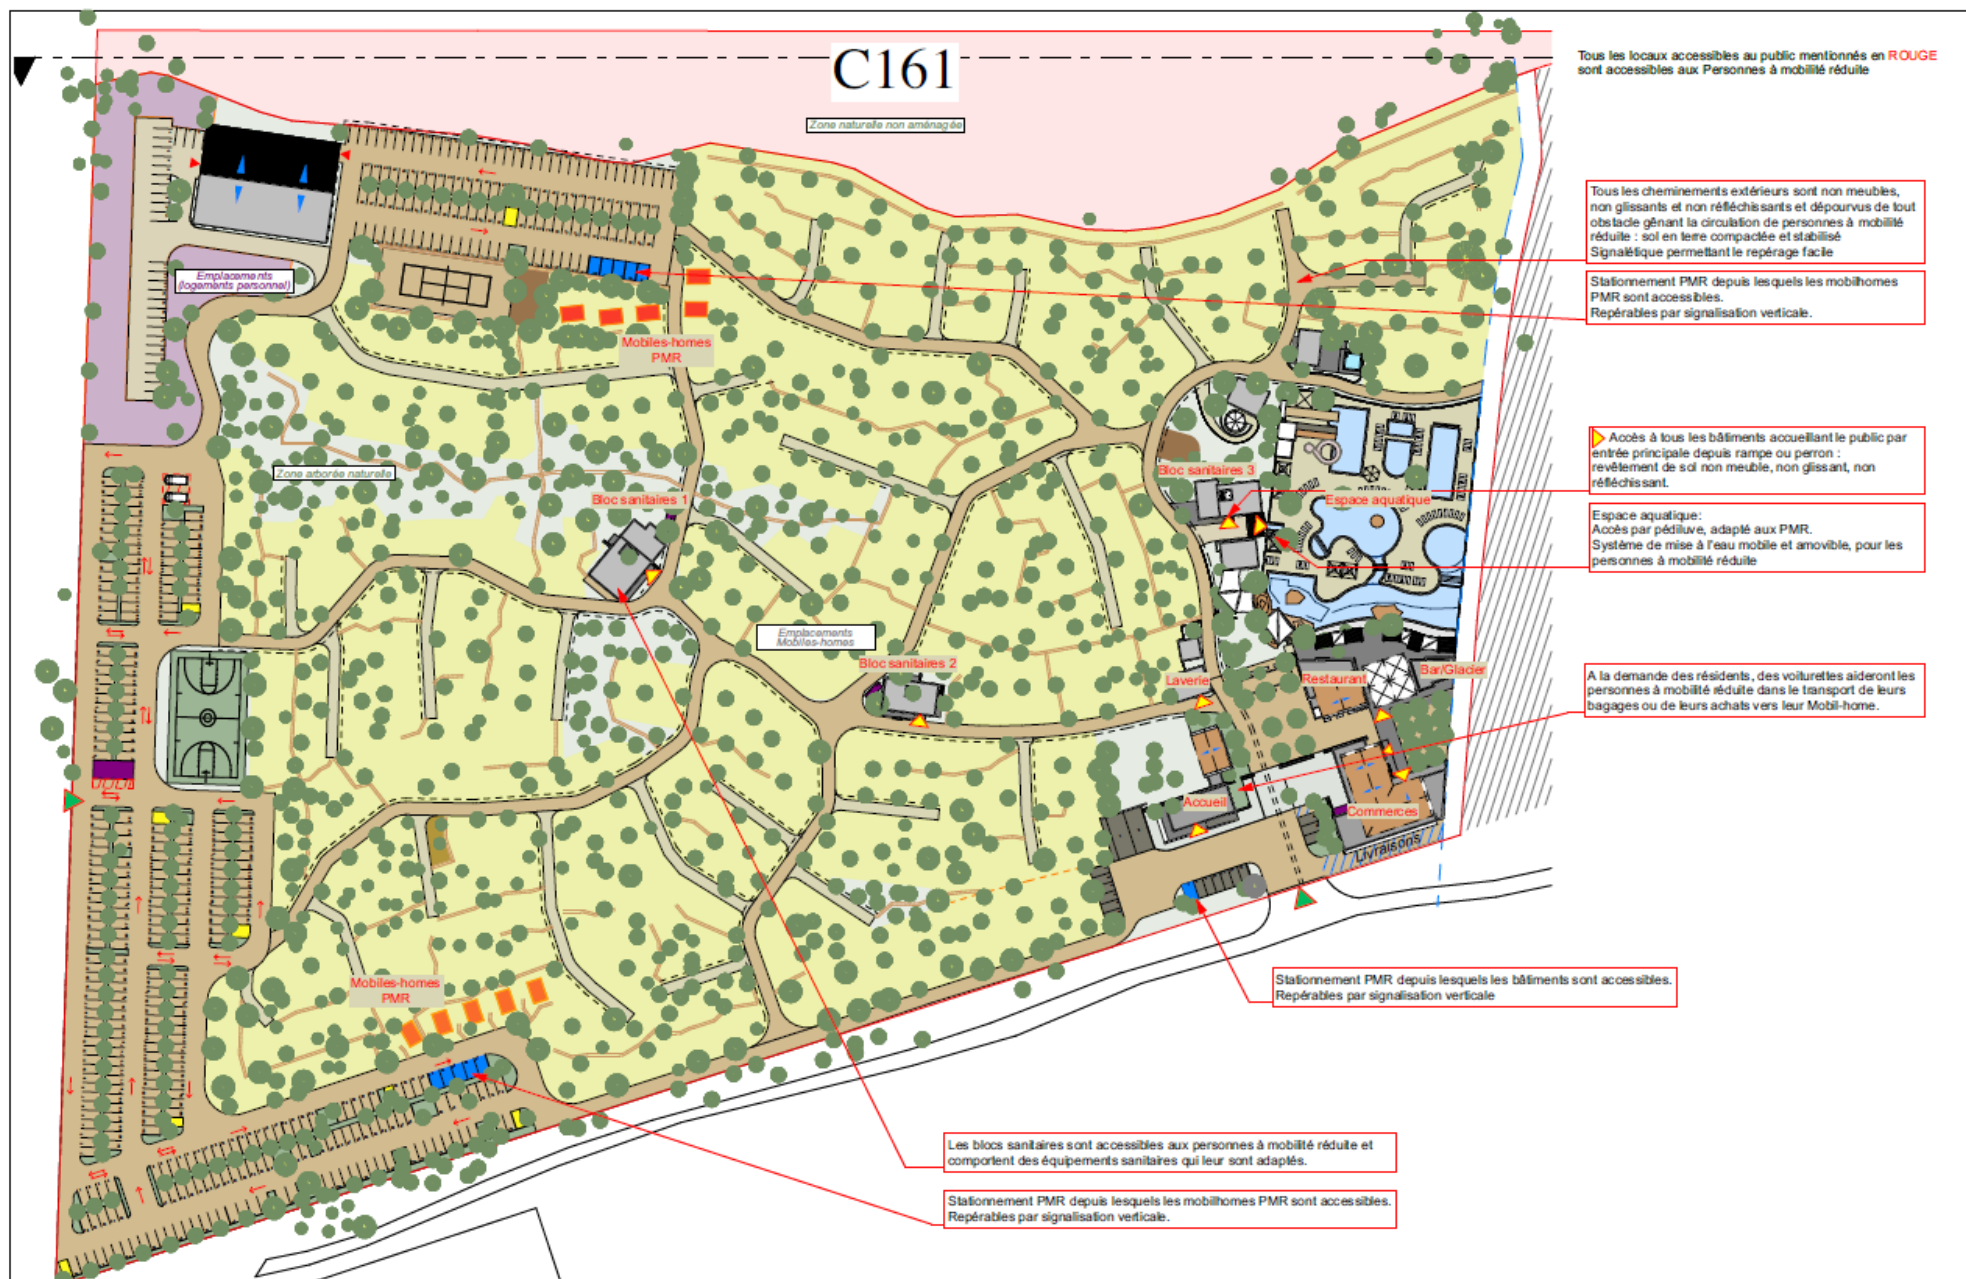 C161
Tous les locaux accessibles au public mentionnés en ROUGE
sont accessibles aux Personnes à mobilité réduite
Zone naturelle non aménagée
Tous les cheminements extérieurs sont non meubles,
non glissants et non réfléchissants et dépourvus de tout
obstacle gênant la circulation de personnes à mobilité
réduite : sol en terre compactée et stabilisé
Signalétique permettant le repérage facile
Emplacements
(logements personnel)
Stationnement PMR depuis lesquels les mobilhomes
PMR sont accessibles.
Repérables par signalisation verticale.
Mobiles-homes
PMR
Accès à tous les bâtiments accueillant le public par
entrée principale depuis rampe ou perron :
revêtement de sol non meuble, non glissant, non
réfléchissant.
Zone arborée naturelle
Bloc sanitaires 3
Bloc sanitaires 1
Espace aquatique
Espace aquatique:
Accès par pédiluve, adapté aux PMR.
Système de mise à l'eau mobile et amovible, pour les
personnes à mobilité réduite
Emplacements
Mobiles-homes
Bloc sanitaires 2
Laverie
Restaurant
Bar/Glacier
A la demande des résidents, des voiturettes aideront les
personnes à mobilité réduite dans le transport de leurs
bagages ou de leurs achats vers leur Mobil-home.
Accueil
Commerces
Livraisons
Mobiles-homes
PMR
Stationnement PMR depuis lesquels les bâtiments sont accessibles.
Repérables par signalisation verticale
Les blocs sanitaires sont accessibles aux personnes à mobilité réduite et
comportent des équipements sanitaires qui leur sont adaptés.
Stationnement PMR depuis lesquels les mobilhomes PMR sont accessibles.
Repérables par signalisation verticale.